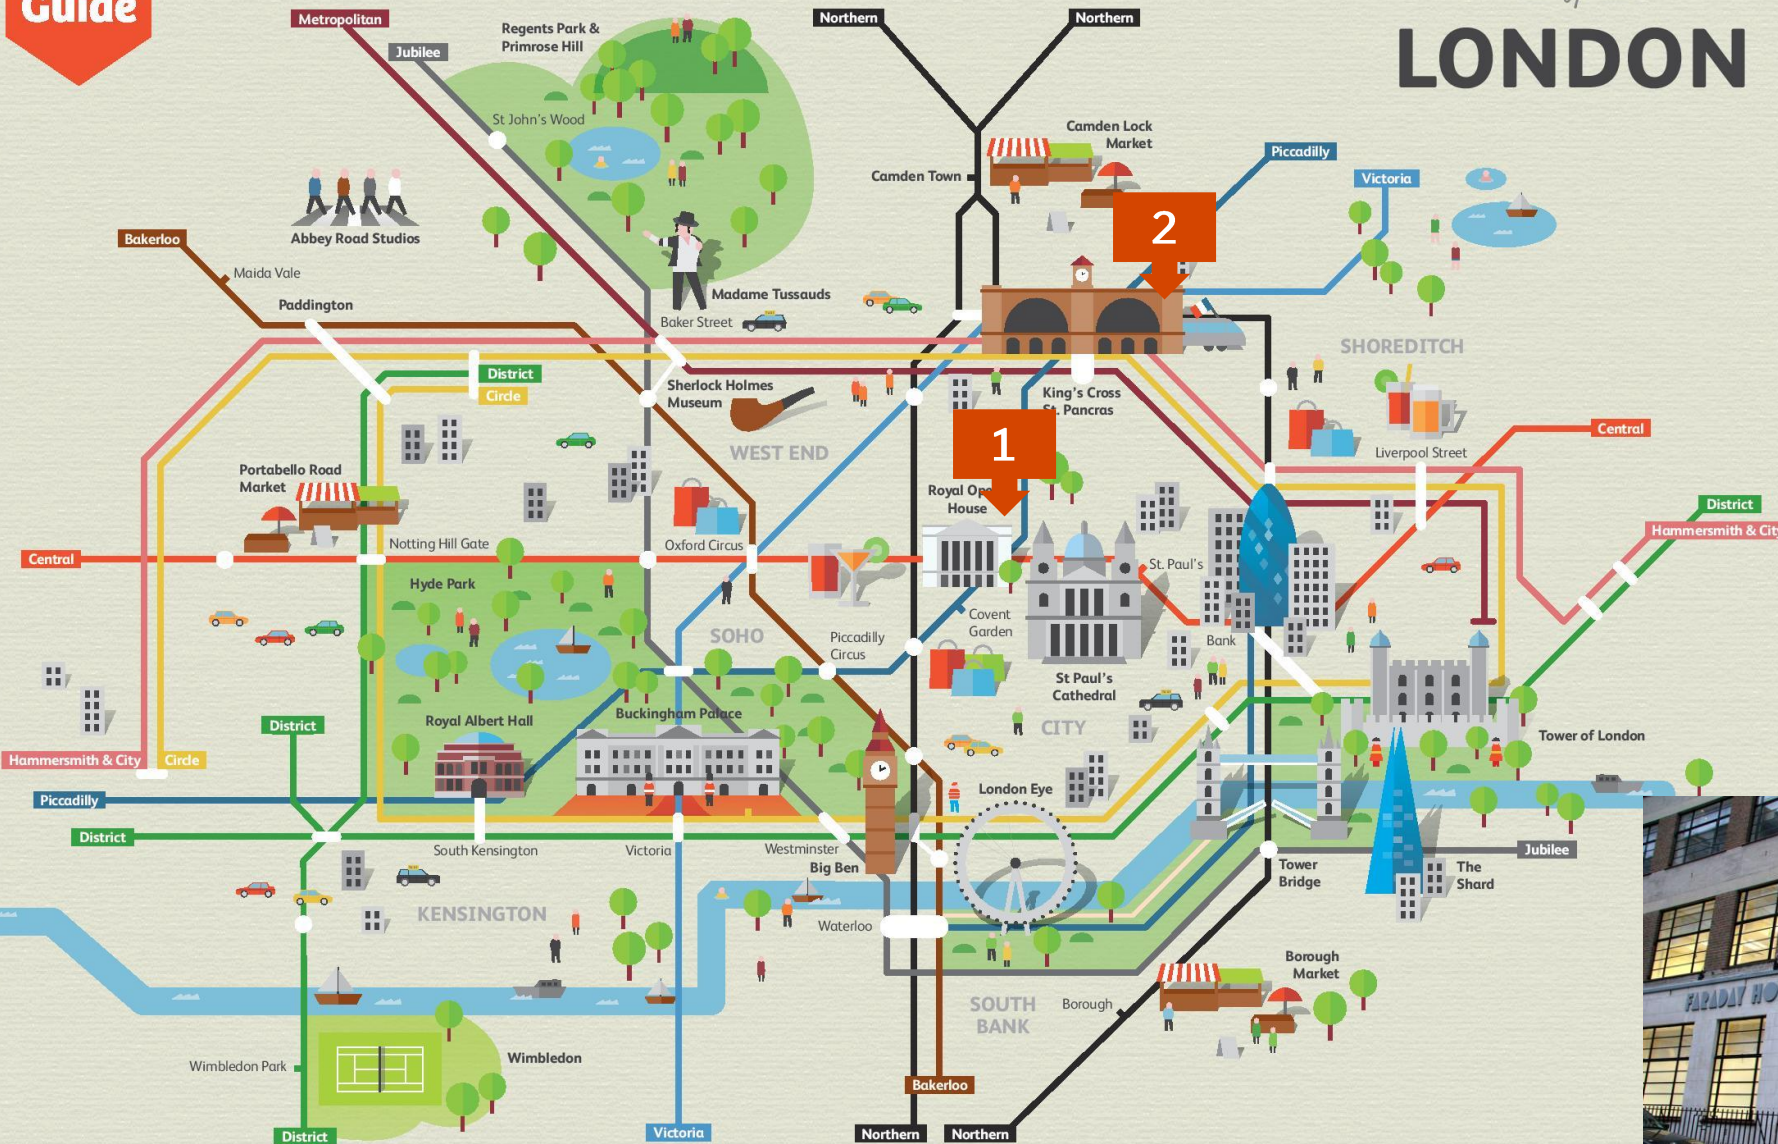 Guide
LONDON
Metropolitan
Jubilee
Regents Park &
Primrose Hill
Northern
Northern
St John's Wood
Camden Lock
Market
Piccadilly
Camden Town
Victoria
Abbey Road Studios
Bakerloo
2
Maida Vale
Paddington
Madame Tussauds
Baker Street
SHOREDITCH
District
Circle
Sherlock Holmes
Museum
King's Cross
St. Pancras
1
WEST END
Central
Liverpool Street
Portabello Road
Market
Royal Op
House
District
Hammersmith & City
Notting Hill Gate
Oxford Circus
Central
St. Paul's
Hyde Park
Covent
Garden
SOHO
Piccadilly
Circus
Bank
St Paul's
Cathedral
District
Royal Albert Hall
Buckingham Palace
CITY
Tower of London
Hammersmith & City
Circle
London Eye
Piccadilly
District
South Kensington
Victoria
Westminster
Big Ben
Jubilee
Tower
Bridge
The
Shard
KENSINGTON
Waterloo
Borough
Market
SOUTH
BANK
Borough
FARADAY HO
Wimbledon
Wimbledon Park
Bakerloo
District
Victoria
Northern
Northern